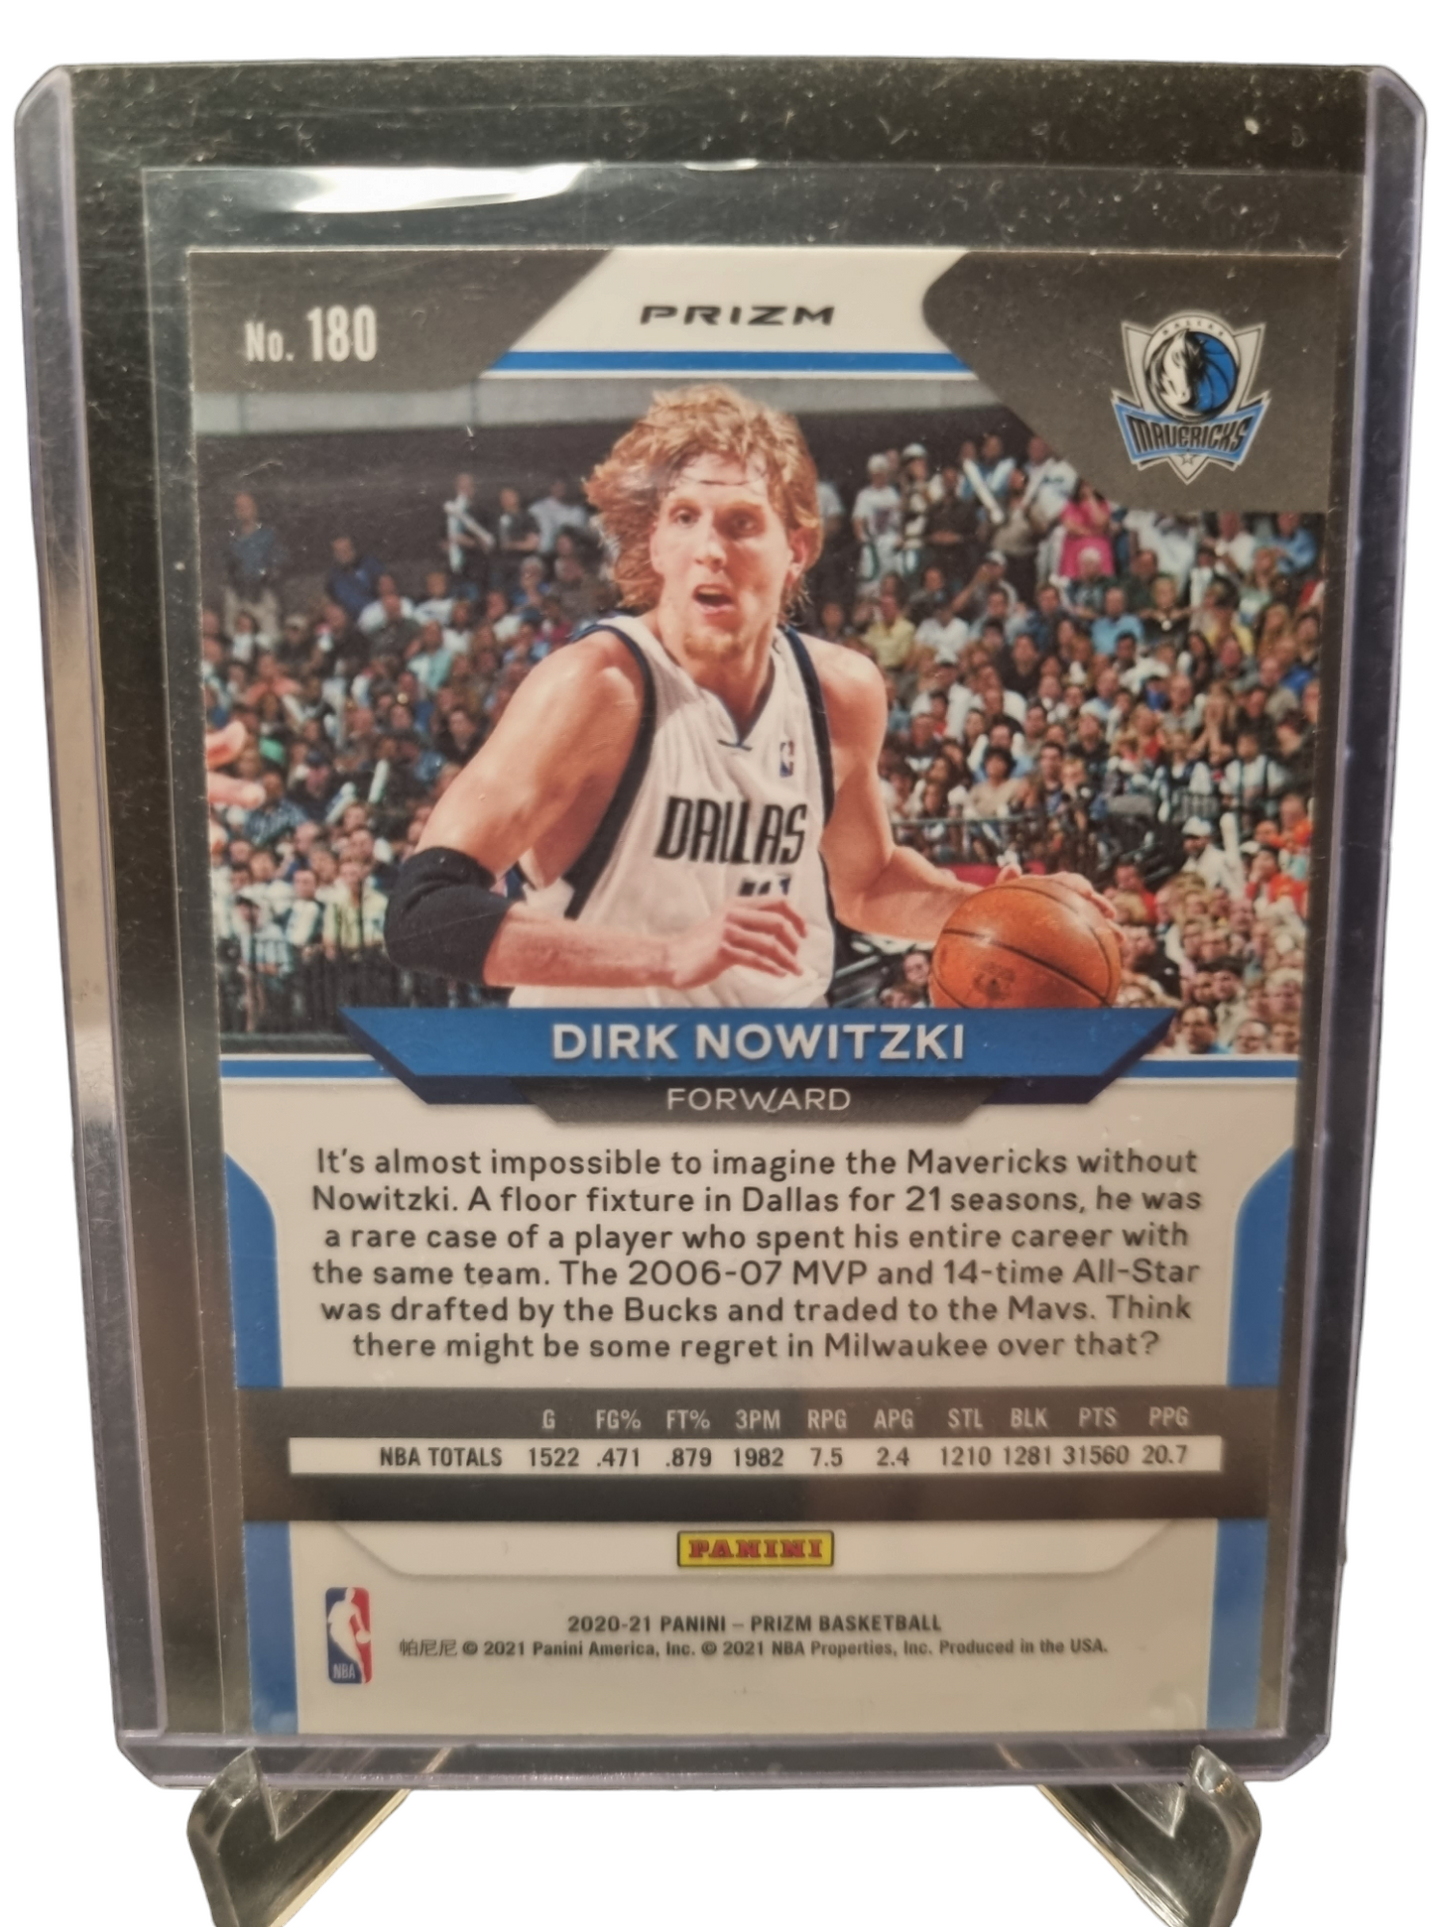 No. 180
PRIZM
DALLAS
MAVERICKS
DALLAS
DIRK NOWITZKI
FORWARD
It's almost impossible to imagine the Mavericks without
Nowitzki. A floor fixture in Dallas for 21 seasons, he was
a rare case of a player who spent his entire career with
the same team. The 2006-07 MVP and 14-time All-Star
was drafted by the Bucks and traded to the Mavs. Think
there might be some regret in Milwaukee over that?
G FG% FT% 3PM RPG APG STL BLK PTS PPG
NBA TOTALS 1522 .471 .879 1982 7.5 2.4 1210 1281 31560 20.7
PANINI
2020-21 PANINI – PRIZM BASKETBALL
帕尼尼 © 2021 Panini America, Inc. © 2021 NBA Properties, Inc. Produced in the USA.
NBA